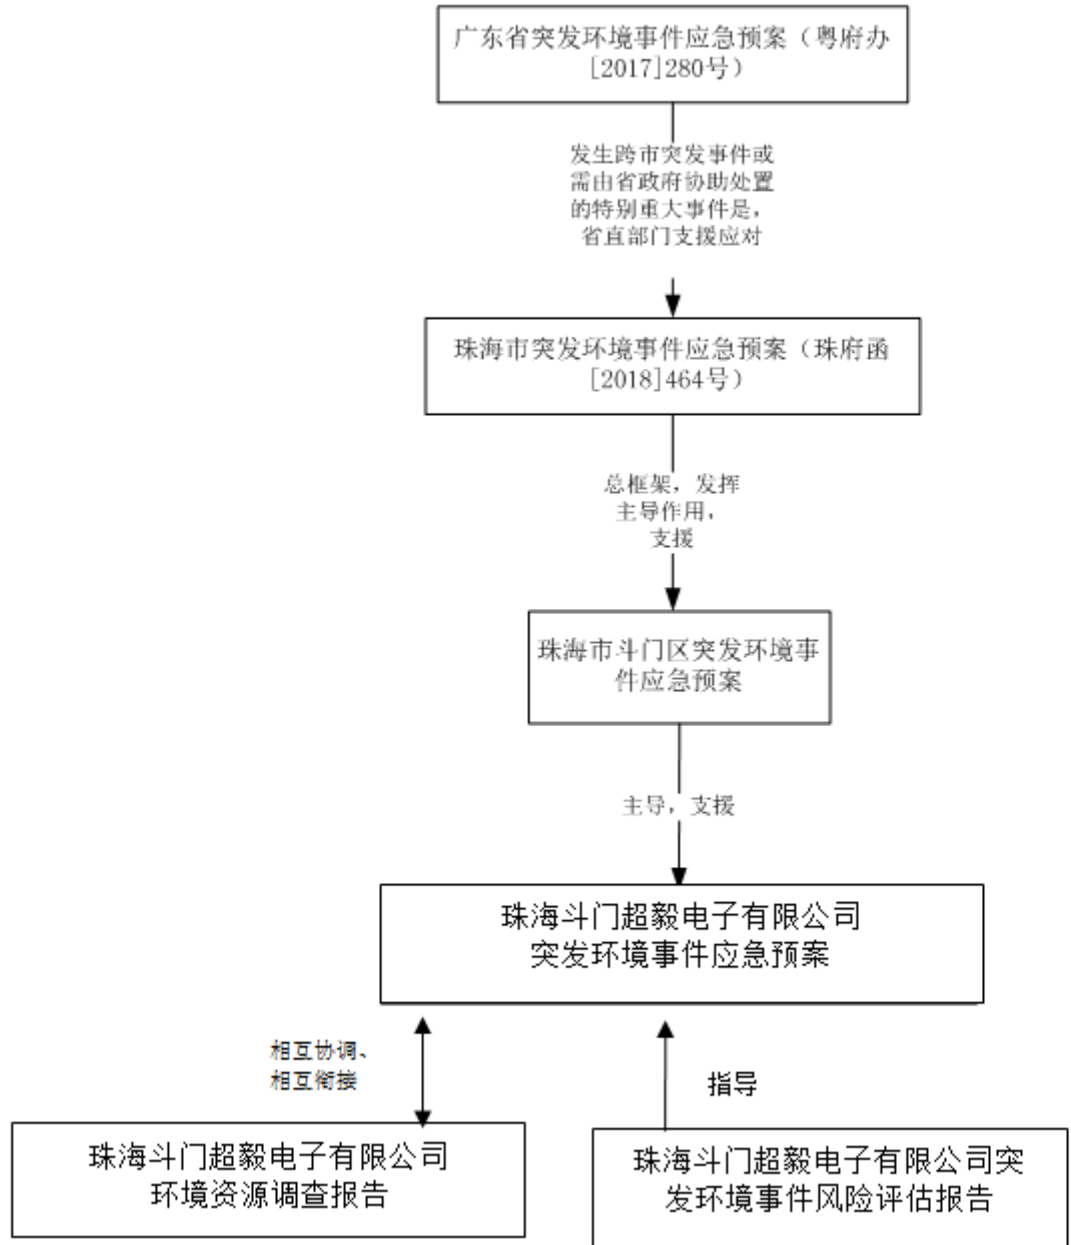 广东省突发环境事件应急预案（粤府办
[2017]280号）
发生跨市突发事件或
需由省政府协助处置
的特别重大事件是，
省直部门支援应对
珠海市突发环境事件应急预案（珠府函
[2018]464号）
总框架，发挥
主导作用，
支援
珠海市斗门区突发环境事
件应急预案
主导，支援
珠海斗门超毅电子有限公司
突发环境事件应急预案
相互协调、
相互衔接
指导
珠海斗门超毅电子有限公司
环境资源调查报告
珠海斗门超毅电子有限公司突
发环境事件风险评估报告